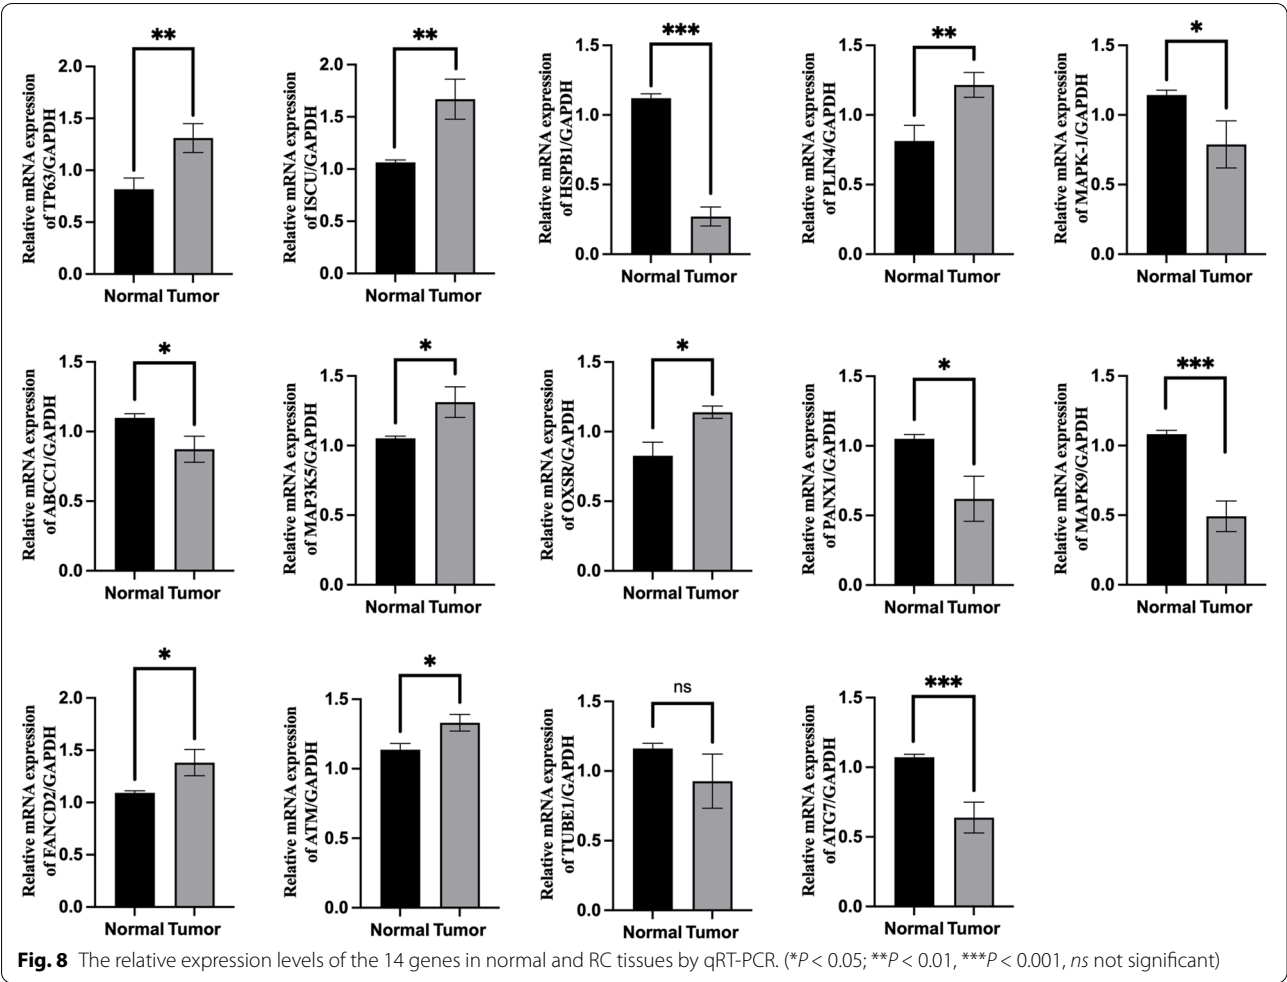 **
Relative mRNA expression
of TP63/GAPDH
2.0
1.5
1.0
0.5
0.0
Normal Tumor
**
Relative mRNA expression
of ISCU/GAPDH
2.0
1.5
1.0
0.5
0.0
Normal Tumor
***
Relative mRNA expression
of HSPB1/GAPDH
1.5
1.0
0.5
0.0
Normal Tumor
**
Relative mRNA expression
of PLIN4/GAPDH
1.5
1.0
0.5
0.0
Normal Tumor
*
Relative mRNA expression
of MAPK-1/GAPDH
1.5
1.0
0.5
0.0
Normal Tumor
*
Relative mRNA expression
of ABCC1/GAPDH
1.5
1.0
0.5
0.0
Normal Tumor
*
Relative mRNA expression
of MAP3K5/GAPDH
1.5
1.0
0.5
0.0
Normal Tumor
*
Relative mRNA expression
of OXSR/GAPDH
1.5
1.0
0.5
0.0
Normal Tumor
*
Relative mRNA expression
of PANX1/GAPDH
1.5
1.0
0.5
0.0
Normal Tumor
***
Relative mRNA expression
of MAPK9/GAPDH
1.5
1.0
0.5
0.0
Normal Tumor
*
Relative mRNA expression
of FANCD2/GAPDH
2.0
1.5
1.0
0.5
0.0
Normal Tumor
*
Relative mRNA expression
of ATM/GAPDH
1.5
1.0
0.5
0.0
Normal Tumor
ns
Relative mRNA expression
of TUBE1/GAPDH
1.5
1.0
0.5
0.0
Normal Tumor
***
Relative mRNA expression
of ATG7/GAPDH
1.5
1.0
0.5
0.0
Normal Tumor
Fig. 8 The relative expression levels of the 14 genes in normal and RC tissues by qRT-PCR. (*P < 0.05; **P < 0.01, ***P < 0.001, ns not significant)